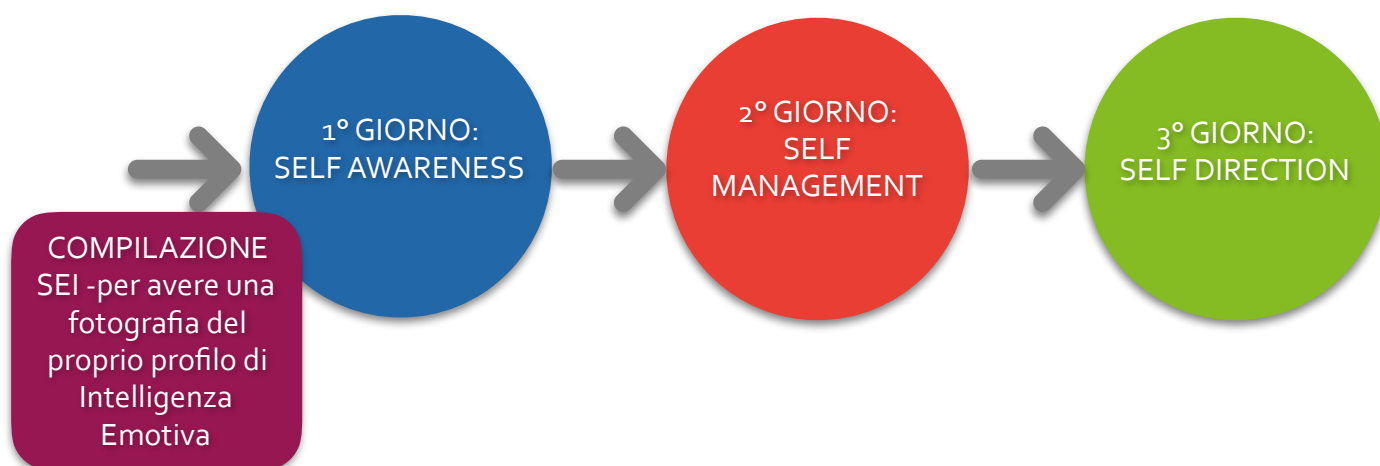 1° GIORNO:
SELF AWARENESS
2° GIORNO:
SELF
MANAGEMENT
3° GIORNO:
SELF DIRECTION
COMPILAZIONE
SEI -per avere una
fotografia del
proprio profilo di
Intelligenza
Emotiva